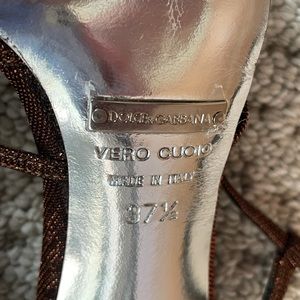 DOLCE & GABBANA
VERO CUOIO
MADE IN ITALY
37½